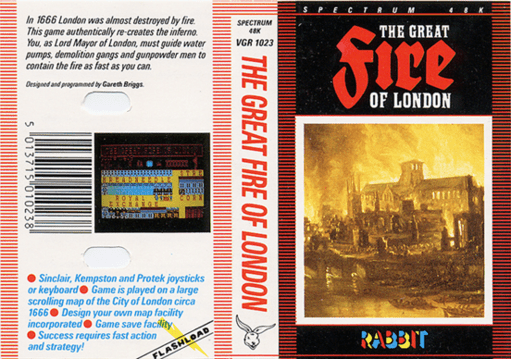 In 1666 London was almost destroyed by fire.
This game authentically re-creates the inferno.
You, as Lord Mayor of London, must guide water
pumps, demolition gangs and gunpowder men to
contain the fire as fast as you can.
Designed and programmed by Gareth Briggs.
5 013715 010238
● Sinclair, Kempston and Protek joysticks
or keyboard ● Game is played on a large
scrolling map of the City of London circa
1666 ● Design your own map facility
incorporated ● Game save facility
● Success requires fast action
and strategy!
FLASHLOAD
SPECTRUM
48K
VGR 1023
THE GREAT FIRE OF LONDON
SPECTRUM 48K
THE GREAT
Fire
OF LONDON
RABBIT